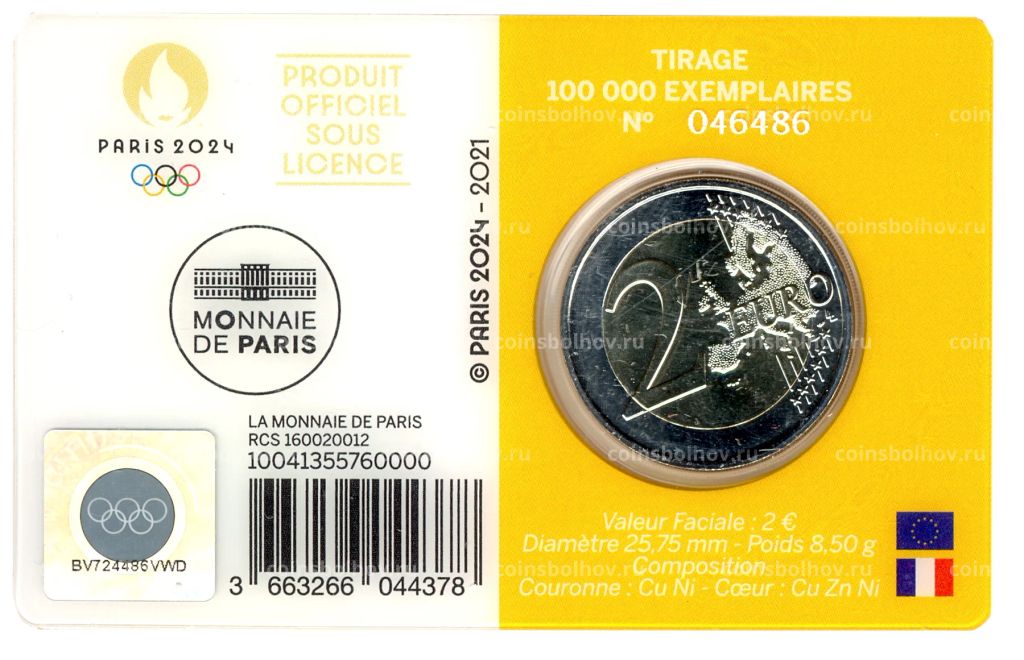 PARIS 2024
PRODUIT
OFFICIEL
SOUS
LICENCE
MONNAIE
DE PARIS
© PARIS 2024 - 2021
LA MONNAIE DE PARIS
RCS 160020012
10041355760000
3 663266 044378
BV724486VWD
TIRAGE
100 000 EXEMPLAIRES
N° 046486
2 EURO
Valeur Faciale : 2 €
Diamètre 25,75 mm - Poids 8,50 g
Composition
Couronne : Cu Ni - Cœur : Cu Zn Ni
coinsbolhov.ru